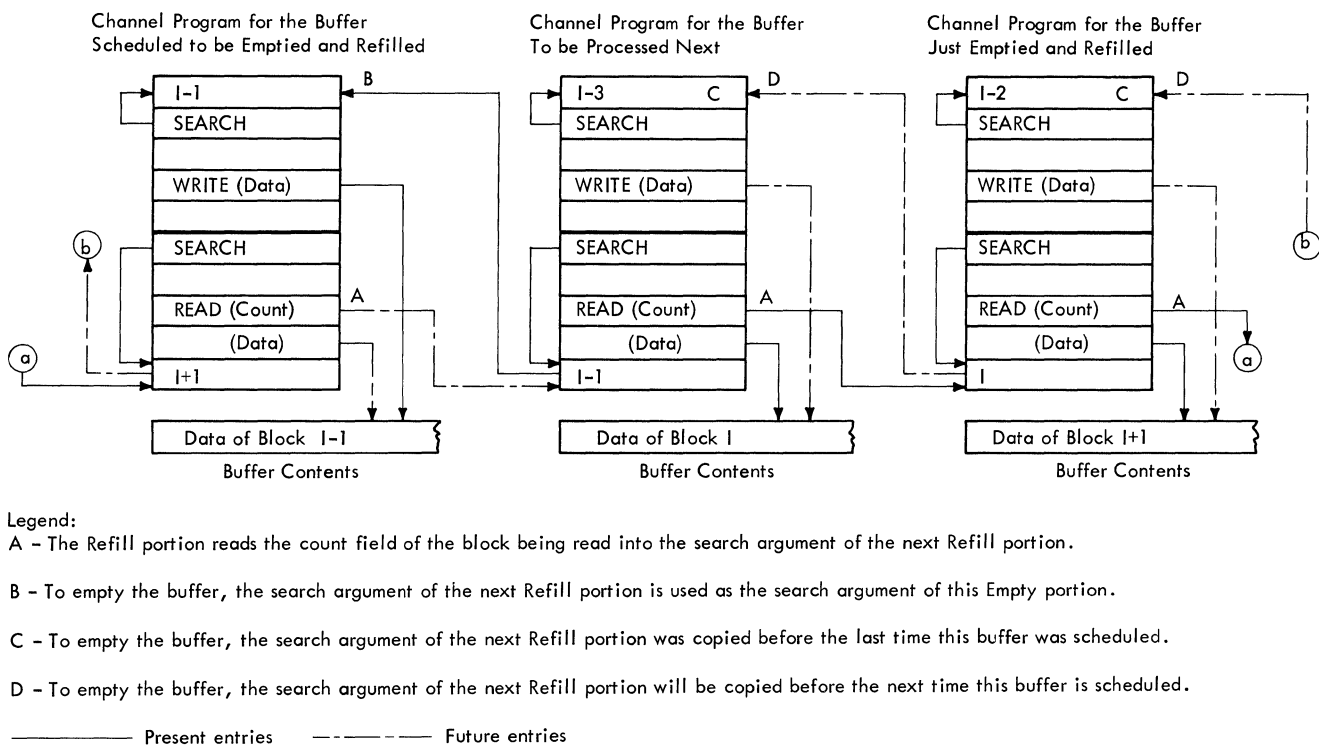 Channel Program for the Buffer
Scheduled to be Emptied and Refilled
Channel Program for the Buffer
To be Processed Next
Channel Program for the Buffer
Just Emptied and Refilled
B
I-1
SEARCH
WRITE (Data)
SEARCH
b
A
READ (Count)
(Data)
a
I+1
Data of Block I-1
Buffer Contents
D
I-3 C
SEARCH
WRITE (Data)
SEARCH
A
READ (Count)
(Data)
I-1
Data of Block I
Buffer Contents
D
I-2 C
SEARCH
WRITE (Data)
SEARCH
b
A
READ (Count)
(Data)
a
I
Data of Block I+1
Buffer Contents
Legend:
A - The Refill portion reads the count field of the block being read into the search argument of the next Refill portion.
B - To empty the buffer, the search argument of the next Refill portion is used as the search argument of this Empty portion.
C - To empty the buffer, the search argument of the next Refill portion was copied before the last time this buffer was scheduled.
D - To empty the buffer, the search argument of the next Refill portion will be copied before the next time this buffer is scheduled.
Present entries
Future entries